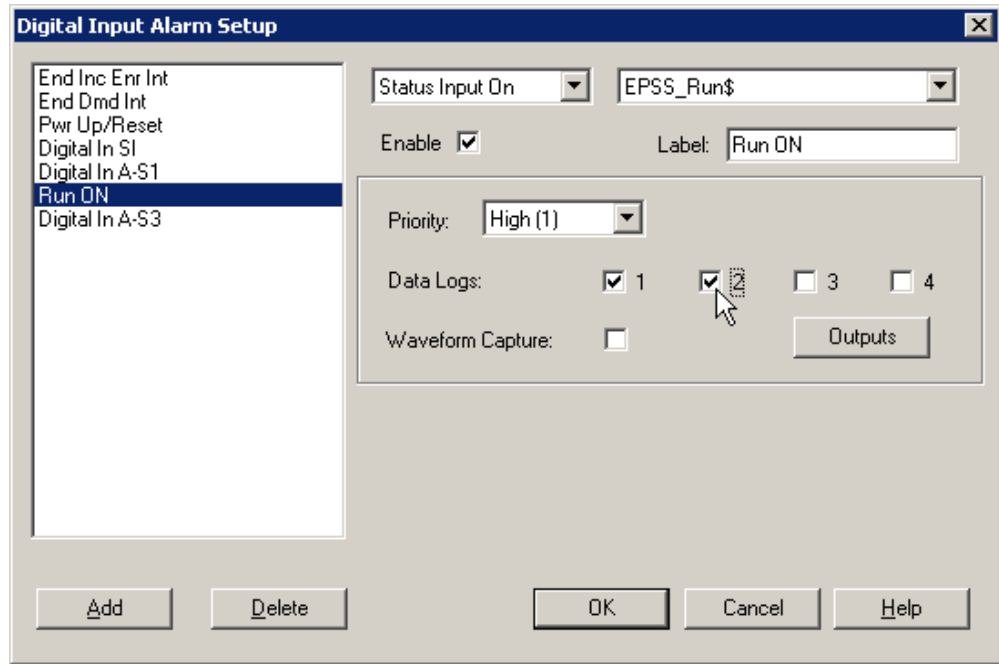 Digital Input Alarm Setup
End Inc Enr Int
End Dmd Int
Pwr Up/Reset
Digital In SI
Digital In A-S1
Run ON
Digital In A-S3
Status Input On
EPSS_Run$
Enable
Label: Run ON
Priority: High (1)
Data Logs: 1 2 3 4
Waveform Capture:
Outputs
Add Delete OK Cancel Help